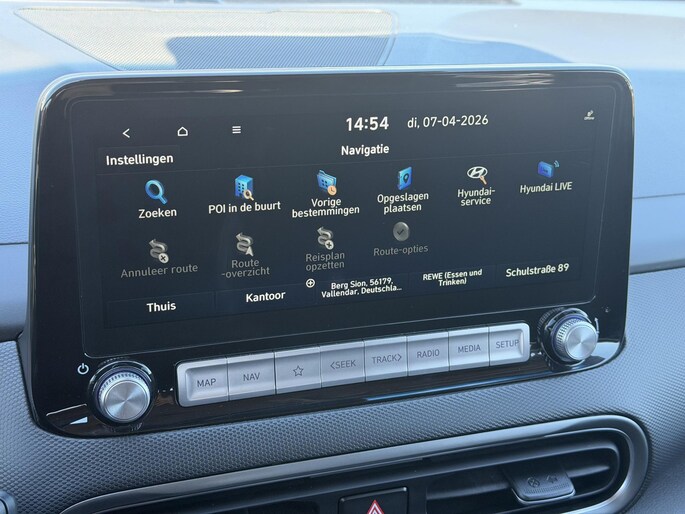 14:54 di, 07-04-2026
Navigatie
Instellingen
Zoeken
POI in de buurt
Vorige
bestemmingen
Opgeslagen
plaatsen
Hyundai-
service
Hyundai LIVE
Annuleer route
Route
-overzicht
Reisplan
opzetten
Route-opties
Thuis
Kantoor
Berg Sion, 56179,
Vallendar, Deutschla...
REWE (Essen und
Trinken)
Schulstraße 89
MAP
NAV
<SEEK
TRACK>
RADIO
MEDIA
SETUP